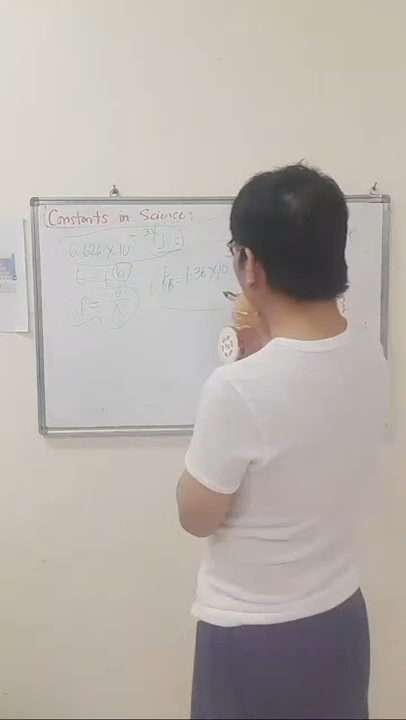 Constants in Science:
6.626 X 10 -34 J.s
E = f h
k_B = 1.38 X 10
f =